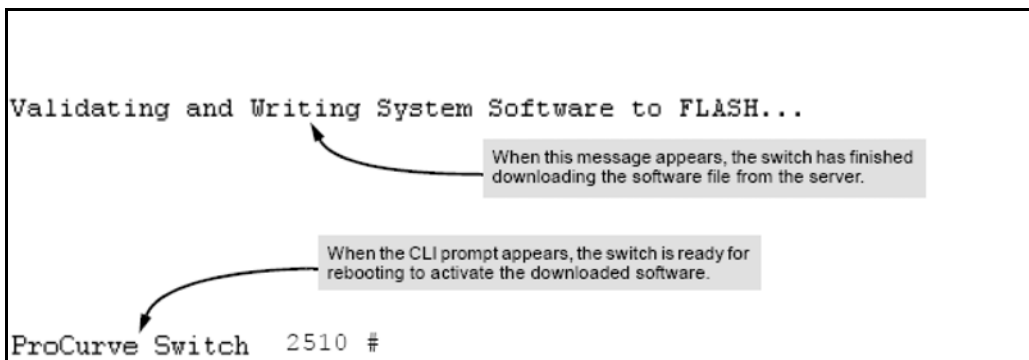 Validating and Writing System Software to FLASH...
When this message appears, the switch has finished
downloading the software file from the server.
When the CLI prompt appears, the switch is ready for
rebooting to activate the downloaded software.
ProCurve Switch 2510 #